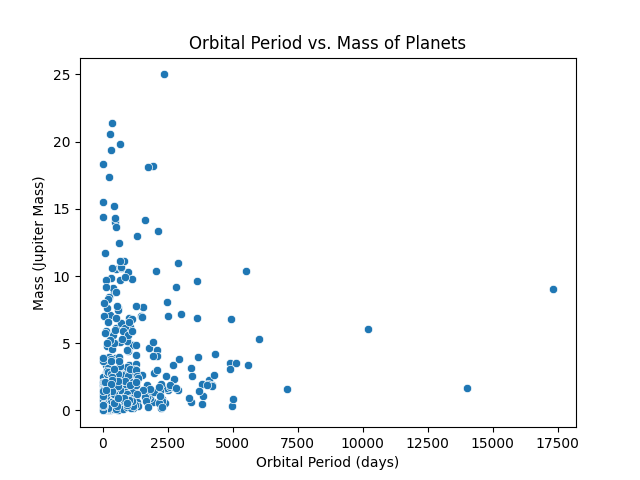 Orbital Period vs. Mass of Planets
25
20
15
10
5
0
Mass (Jupiter Mass)
0 2500 5000 7500 10000 12500 15000 17500
Orbital Period (days)